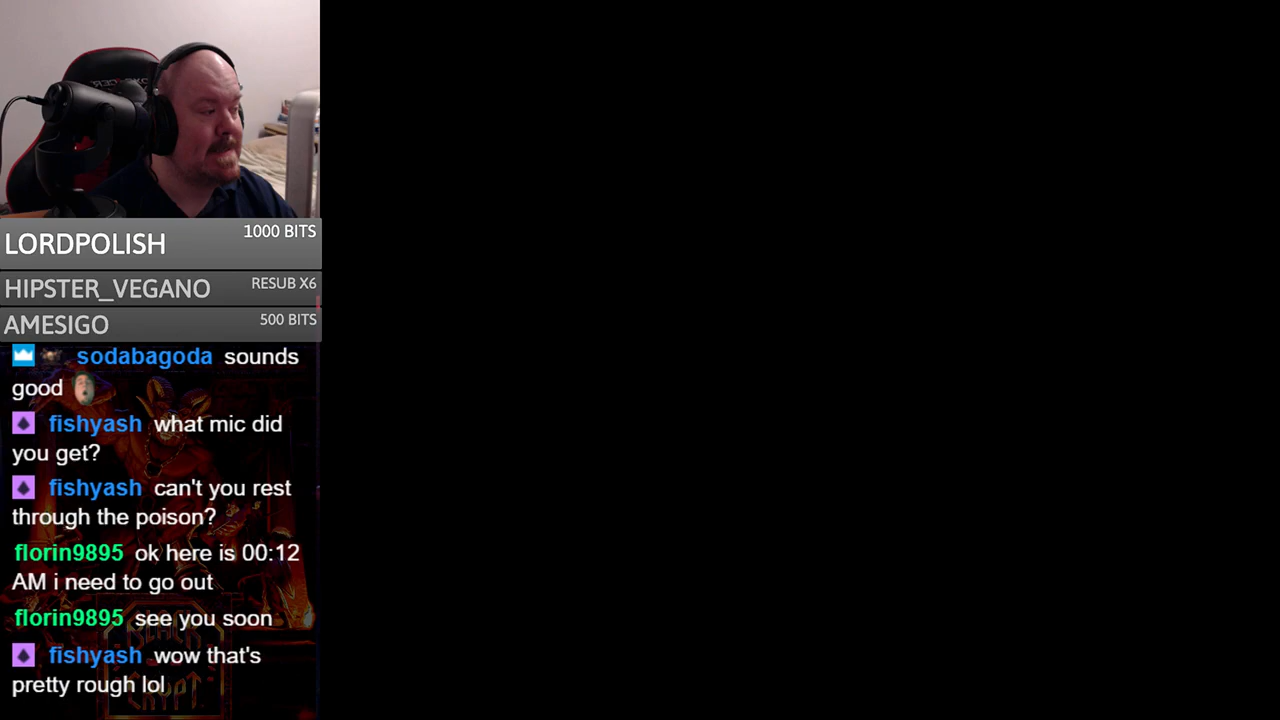 LORDPOLISH 1000 BITS
HIPSTER_VEGANO RESUB X6
AMESIGO 500 BITS
sodabagoda sounds
good
fishyash what mic did
you get?
fishyash can't you rest
through the poison?
florin9895 ok here is 00:12
AM i need to go out
florin9895 see you soon
fishyash wow that's
pretty rough lol
BLACK
CRYPT